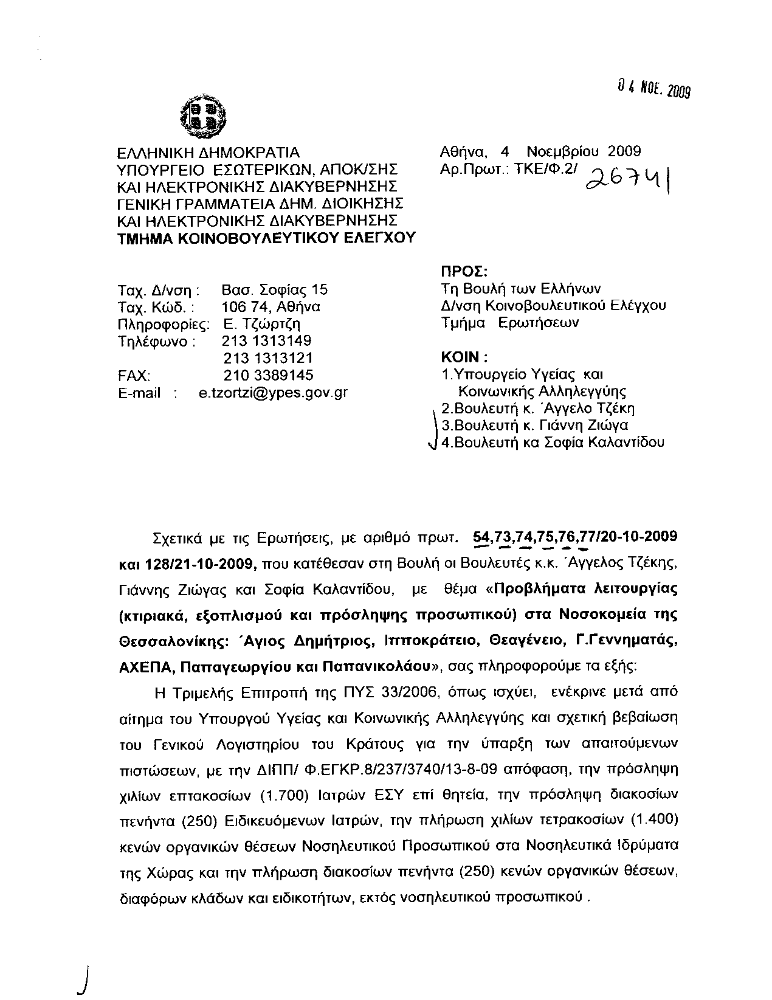 04 ΝΟΕ. 2009
ΕΛΛΗΝΙΚΗ ΔΗΜΟΚΡΑΤΙΑ
ΥΠΟΥΡΓΕΙΟ ΕΣΩΤΕΡΙΚΩΝ, ΑΠΟΚ/ΣΗΣ
ΚΑΙ ΗΛΕΚΤΡΟΝΙΚΗΣ ΔΙΑΚΥΒΕΡΝΗΣΗΣ
ΓΕΝΙΚΗ ΓΡΑΜΜΑΤΕΙΑ ΔΗΜ. ΔΙΟΙΚΗΣΗΣ
ΚΑΙ ΗΛΕΚΤΡΟΝΙΚΗΣ ΔΙΑΚΥΒΕΡΝΗΣΗΣ
ΤΜΗΜΑ ΚΟΙΝΟΒΟΥΛΕΥΤΙΚΟΥ ΕΛΕΓΧΟΥ
Αθήνα, 4 Νοεμβρίου 2009
Αρ.Πρωτ.: ΤΚΕ/Φ.2/ 26741
Ταχ. Δ/νση : Βασ. Σοφίας 15
Ταχ. Κώδ. : 106 74, Αθήνα
Πληροφορίες: Ε. Τζώρτζη
Τηλέφωνο : 213 1313149
213 1313121
FAX: 210 3389145
E-mail : e.tzortzi@ypes.gov.gr
ΠΡΟΣ:
Τη Βουλή των Ελλήνων
Δ/νση Κοινοβουλευτικού Ελέγχου
Τμήμα Ερωτήσεων
ΚΟΙΝ :
1.Υπουργείο Υγείας και
Κοινωνικής Αλληλεγγύης
2.Βουλευτή κ. Άγγελο Τζέκη
3.Βουλευτή κ. Γιάννη Ζιώγα
4.Βουλευτή κα Σοφία Καλαντίδου
Σχετικά με τις Ερωτήσεις, με αριθμό πρωτ. 54,73,74,75,76,77/20-10-2009
και 128/21-10-2009, που κατέθεσαν στη Βουλή οι Βουλευτές κ.κ. Άγγελος Τζέκης,
Γιάννης Ζιώγας και Σοφία Καλαντίδου, με θέμα «Προβλήματα λειτουργίας
(κτιριακά, εξοπλισμού και πρόσληψης προσωπικού) στα Νοσοκομεία της
Θεσσαλονίκης: Άγιος Δημήτριος, Ιπποκράτειο, Θεαγένειο, Γ.Γεννηματάς,
ΑΧΕΠΑ, Παπαγεωργίου και Παπανικολάου», σας πληροφορούμε τα εξής:
Η Τριμελής Επιτροπή της ΠΥΣ 33/2006, όπως ισχύει, ενέκρινε μετά από
αίτημα του Υπουργού Υγείας και Κοινωνικής Αλληλεγγύης και σχετική βεβαίωση
του Γενικού Λογιστηρίου του Κράτους για την ύπαρξη των απαιτούμενων
πιστώσεων, με την ΔΙΠΠ/ Φ.ΕΓΚΡ.8/237/3740/13-8-09 απόφαση, την πρόσληψη
χιλίων επτακοσίων (1.700) Ιατρών ΕΣΥ επί θητεία, την πρόσληψη διακοσίων
πενήντα (250) Ειδικευόμενων Ιατρών, την πλήρωση χιλίων τετρακοσίων (1.400)
κενών οργανικών θέσεων Νοσηλευτικού Προσωπικού στα Νοσηλευτικά Ιδρύματα
της Χώρας και την πλήρωση διακοσίων πενήντα (250) κενών οργανικών θέσεων,
διαφόρων κλάδων και ειδικοτήτων, εκτός νοσηλευτικού προσωπικού .